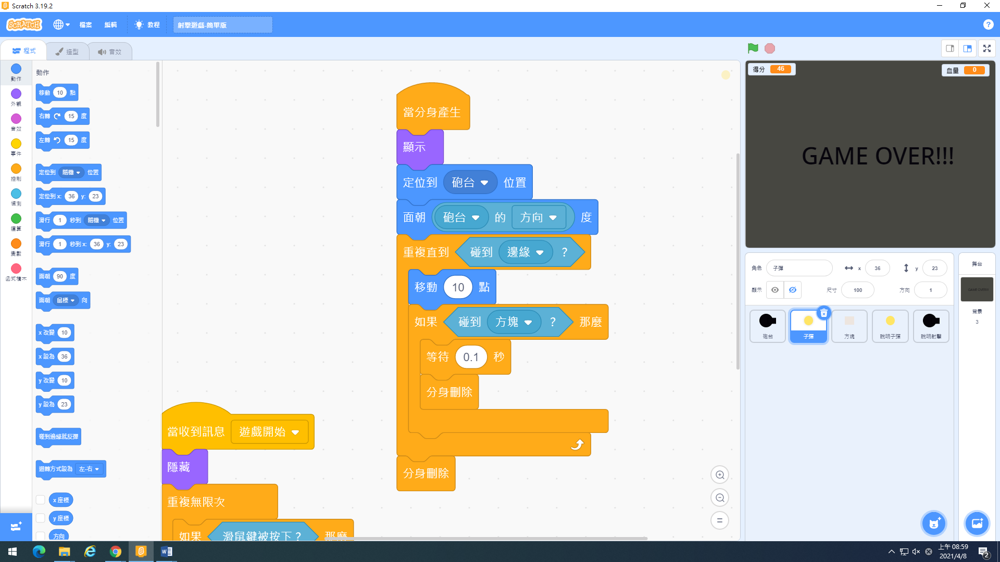 Scratch 3.19.2
SCRATCH
檔案
編輯
教程
射擊遊戲-簡單版
程式
造型
音效
動作
外觀
音效
事件
控制
偵測
運算
變數
函式積木
動作
移動 10 點
右轉 15 度
左轉 15 度
定位到 隨機 位置
定位到 x: 36 y: 23
滑行 1 秒到 隨機 位置
滑行 1 秒到 x: 36 y: 23
面朝 90 度
面朝 鼠標 向
x 改變 10
x 設為 36
y 改變 10
y 設為 23
碰到邊緣就反彈
迴轉方式設為 左-右
x 座標
y 座標
方向
當分身產生
顯示
定位到 砲台 位置
面朝 砲台 的 方向 度
重複直到 碰到 邊緣 ?
移動 10 點
如果 碰到 方塊 ? 那麼
等待 0.1 秒
分身刪除
分身刪除
當收到訊息 遊戲開始
隱藏
重複無限次
如果 滑鼠鍵被按下? 那麼
得分 46
血量 0
GAME OVER!!!
角色 子彈 x 36 y 23
顯示 尺寸 100 方向 1
砲台
子彈
方塊
說明子彈
說明射擊
舞台
GAME OVER!!!
背景
3
上午 08:59
2021/4/8
2